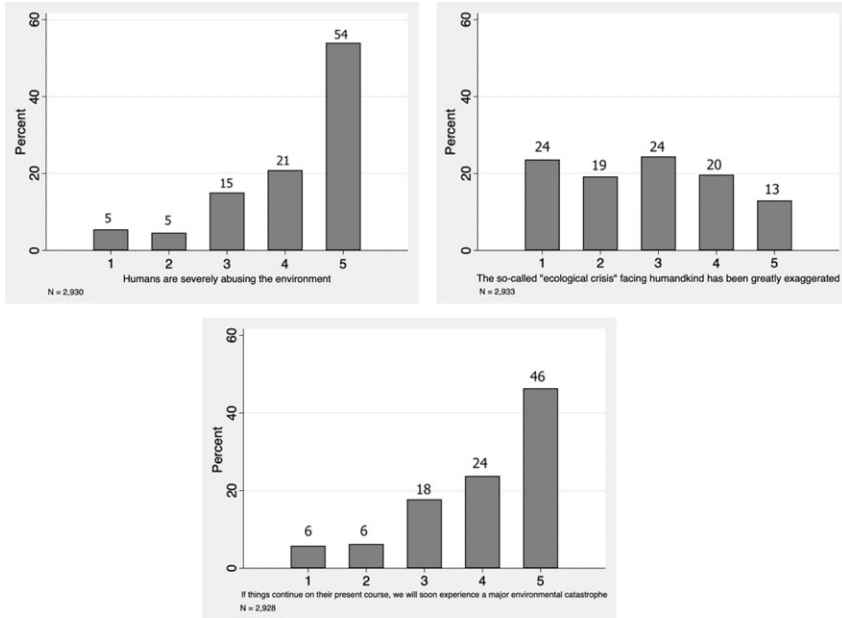 60
40
20
0
Percent
5
5
15
21
54
1 2 3 4 5
Humans are severely abusing the environment
N = 2,930
60
40
20
0
Percent
24
19
24
20
13
1 2 3 4 5
The so-called "ecological crisis" facing humandkind has been greatly exaggerated
N = 2,933
60
40
20
0
Percent
6
6
18
24
46
1 2 3 4 5
If things continue on their present course, we will soon experience a major environmental catastrophe
N = 2,928